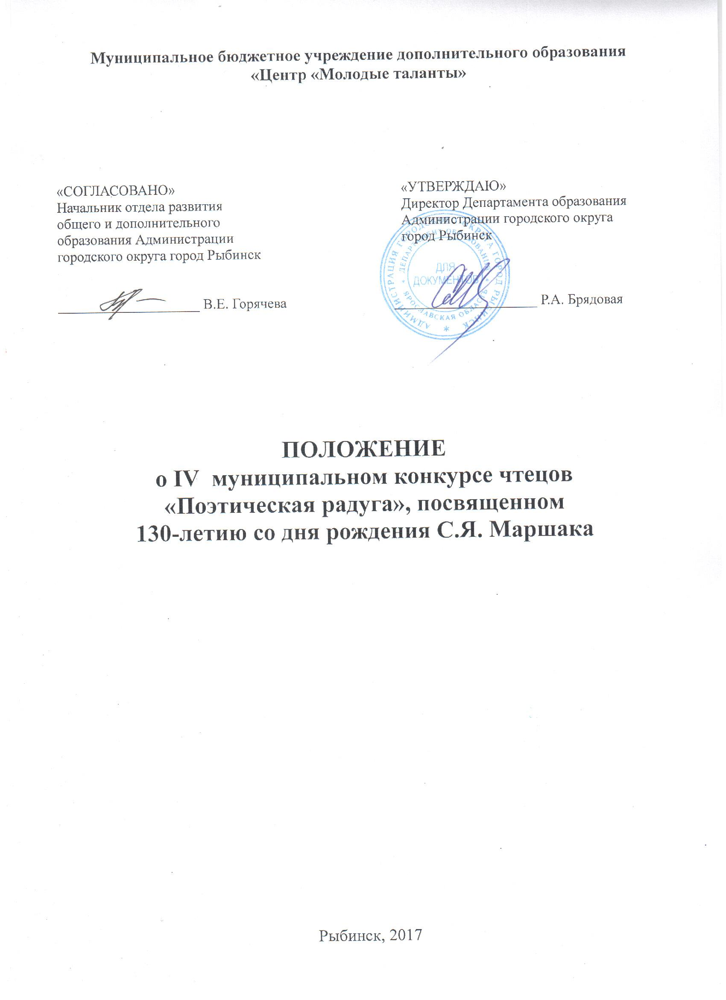 Муниципальное бюджетное учреждение дополнительного образования
«Центр «Молодые таланты»
«СОГЛАСОВАНО»
Начальник отдела развития
общего и дополнительного
образования Администрации
городского округа город Рыбинск
В.Е. Горячева
«УТВЕРЖДАЮ»
Директор Департамента образования
Администрации городского округа
город Рыбинск
АДМИНИСТРАЦИЯ ГОРОДСКОГО ОКРУГА ГОРОД РЫБИНСК
ДЕПАРТАМЕНТ ОБРАЗОВАНИЯ
ЯРОСЛАВСКАЯ ОБЛАСТЬ
ДЛЯ
ДОКУМЕНТОВ
Р.А. Брядовая
ПОЛОЖЕНИЕ
о IV муниципальном конкурсе чтецов
«Поэтическая радуга», посвященном
130-летию со дня рождения С.Я. Маршака
Рыбинск, 2017